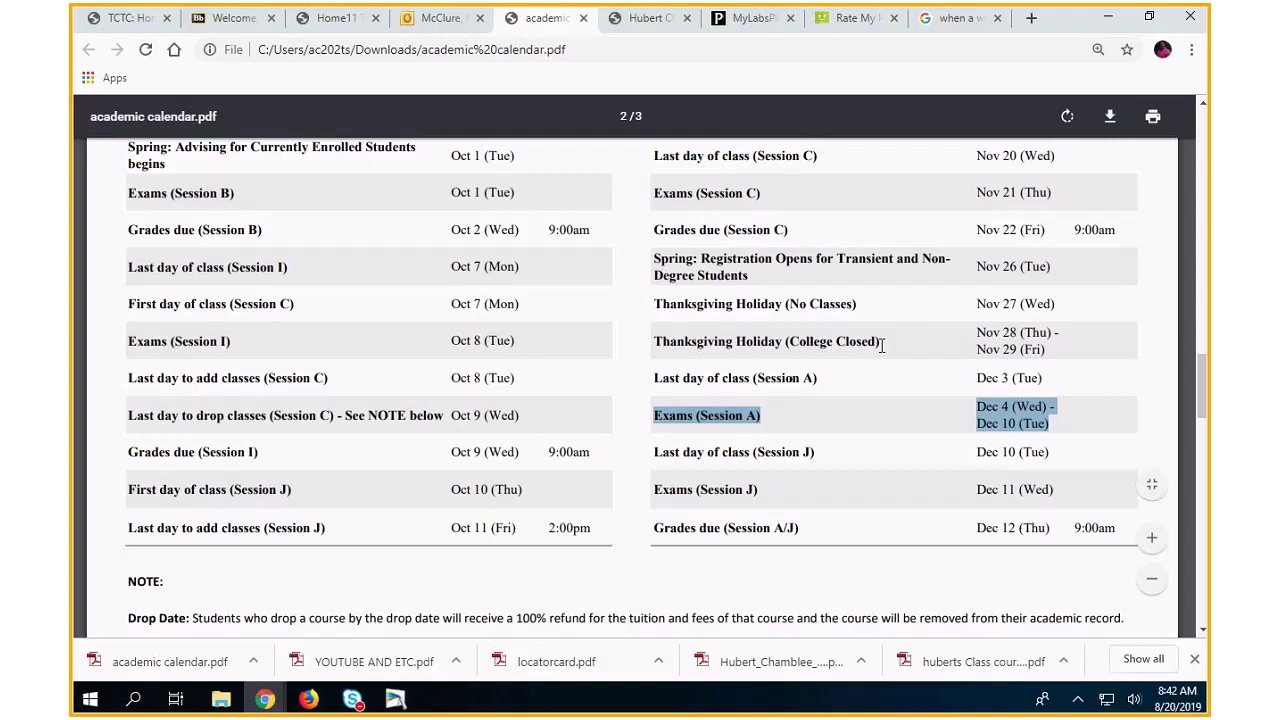 TCTC: Ho
Welcome
Home11 T
McClure,
academic
Hubert C
MyLabsPl
Rate My P
when a w
File C:/Users/ac202ts/Downloads/academic%20calendar.pdf
Apps
academic calendar.pdf
2 / 3
Spring: Advising for Currently Enrolled Students
begins
Oct 1 (Tue)
Exams (Session B) Oct 1 (Tue)
Grades due (Session B) Oct 2 (Wed) 9:00am
Last day of class (Session I) Oct 7 (Mon)
First day of class (Session C) Oct 7 (Mon)
Exams (Session I) Oct 8 (Tue)
Last day to add classes (Session C) Oct 8 (Tue)
Last day to drop classes (Session C) - See NOTE below Oct 9 (Wed)
Grades due (Session I) Oct 9 (Wed) 9:00am
First day of class (Session J) Oct 10 (Thu)
Last day to add classes (Session J) Oct 11 (Fri) 2:00pm
Last day of class (Session C) Nov 20 (Wed)
Exams (Session C) Nov 21 (Thu)
Grades due (Session C) Nov 22 (Fri) 9:00am
Spring: Registration Opens for Transient and Non-
Degree Students
Nov 26 (Tue)
Thanksgiving Holiday (No Classes) Nov 27 (Wed)
Thanksgiving Holiday (College Closed)
Nov 28 (Thu) -
Nov 29 (Fri)
Last day of class (Session A) Dec 3 (Tue)
Exams (Session A)
Dec 4 (Wed) -
Dec 10 (Tue)
Last day of class (Session J) Dec 10 (Tue)
Exams (Session J) Dec 11 (Wed)
Grades due (Session A/J) Dec 12 (Thu) 9:00am
NOTE:
Drop Date: Students who drop a course by the drop date will receive a 100% refund for the tuition and fees of that course and the course will be removed from their academic record.
academic calendar.pdf
YOUTUBE AND ETC.pdf
locatorcard.pdf
Hubert_Chamblee_....pdf
huberts Class cour....pdf
Show all
8:42 AM
8/20/2019